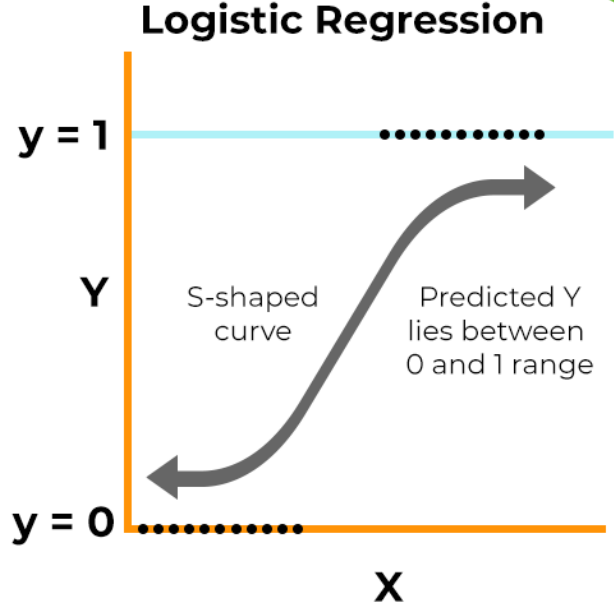 Logistic Regression
y = 1
Y
S-shaped
curve
Predicted Y
lies between
0 and 1 range
y = 0
X